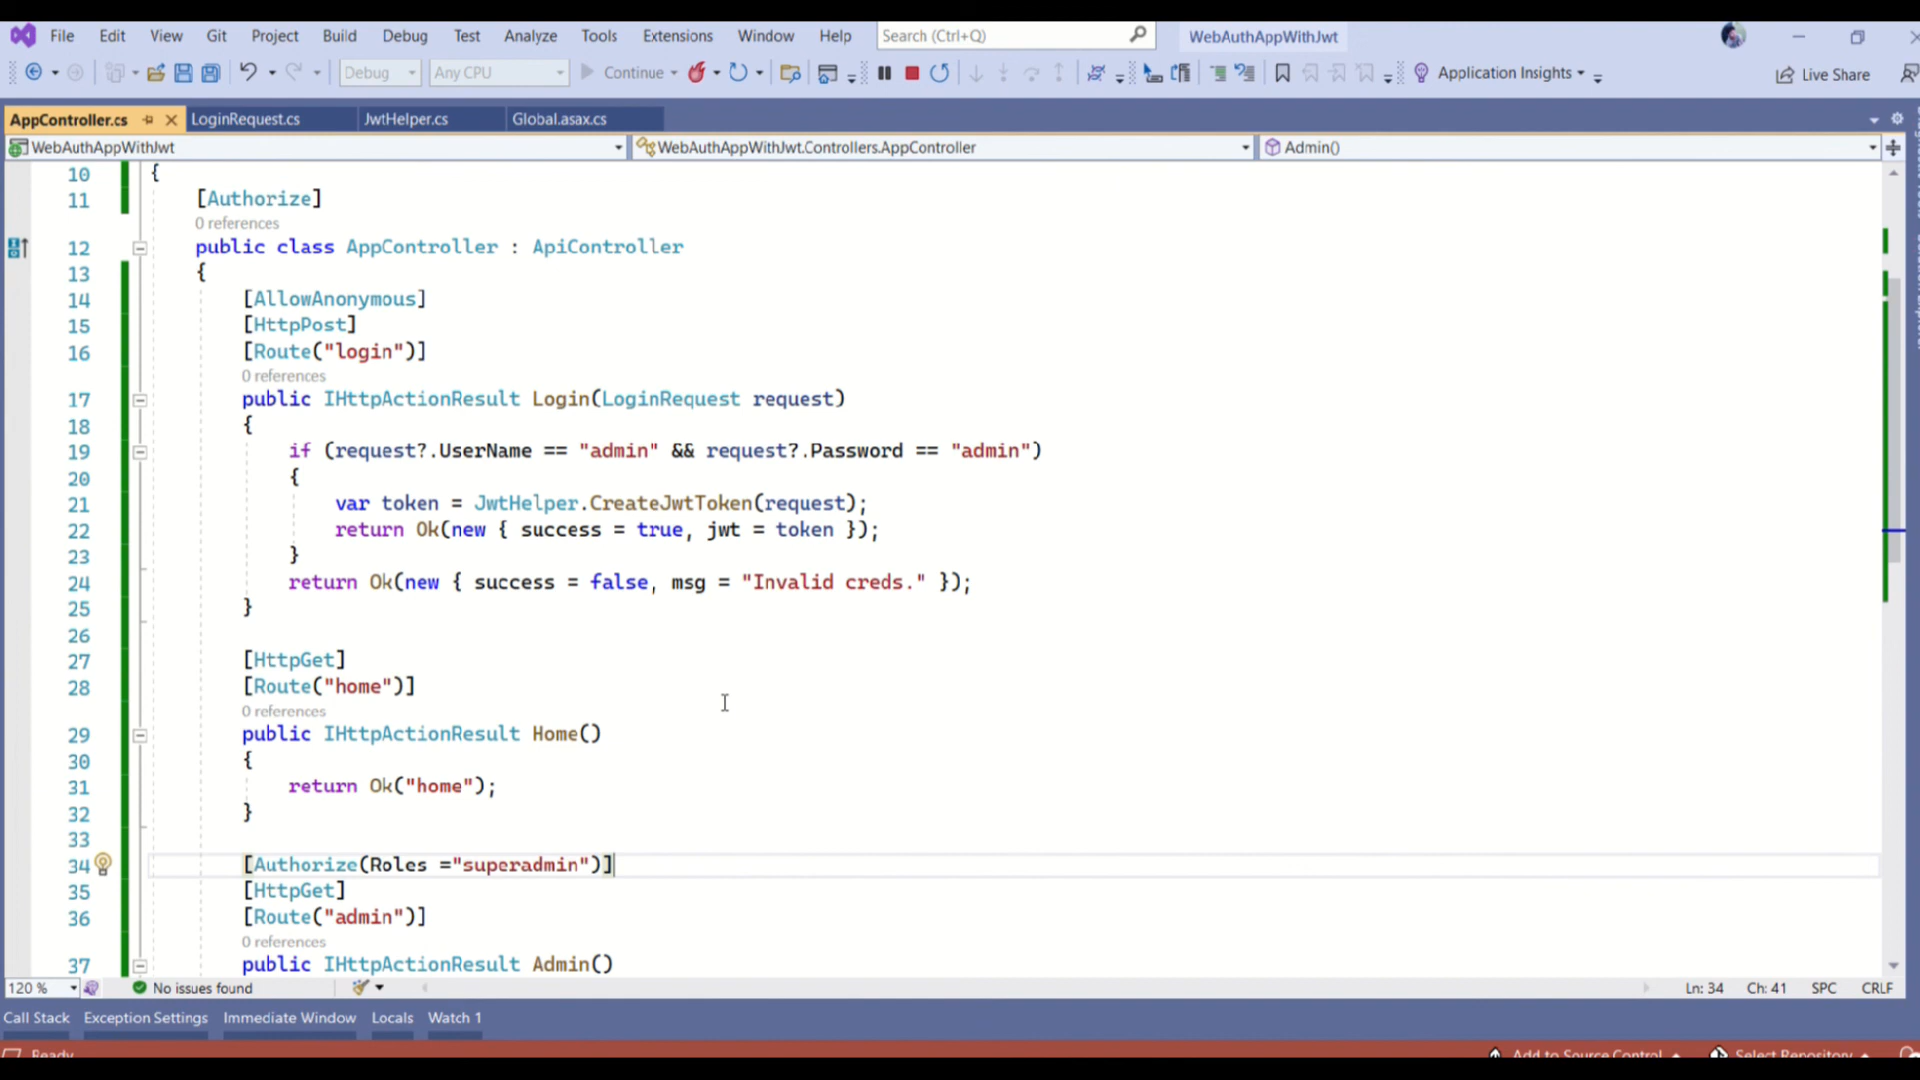 File Edit View Git Project Build Debug Test Analyze Tools Extensions Window Help Search (Ctrl+Q) WebAuthAppWithJwt
Debug Any CPU Continue Application Insights Live Share
AppController.cs LoginRequest.cs JwtHelper.cs Global.asax.cs
WebAuthAppWithJwt WebAuthAppWithJwt.Controllers.AppController Admin()
10 {
11 [Authorize]
0 references
12 public class AppController : ApiController
13 {
14 [AllowAnonymous]
15 [HttpPost]
16 [Route("login")]
0 references
17 public IHttpActionResult Login(LoginRequest request)
18 {
19 if (request?.UserName == "admin" && request?.Password == "admin")
20 {
21 var token = JwtHelper.CreateJwtToken(request);
22 return Ok(new { success = true, jwt = token });
23 }
24 return Ok(new { success = false, msg = "Invalid creds." });
25 }
26
27 [HttpGet]
28 [Route("home")]
0 references
29 public IHttpActionResult Home()
30 {
31 return Ok("home");
32 }
33
34 [Authorize(Roles ="superadmin")]
35 [HttpGet]
36 [Route("admin")]
0 references
37 public IHttpActionResult Admin()
120 % No issues found Ln: 34 Ch: 41 SPC CRLF
Call Stack Exception Settings Immediate Window Locals Watch 1
Ready Add to Source Control Select Repository